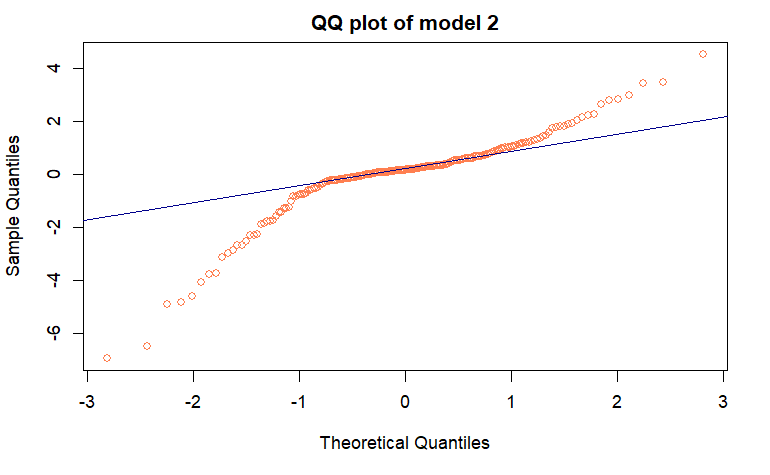 QQ plot of model 2
Sample Quantiles
4
2
0
-2
-4
-6
-3 -2 -1 0 1 2 3
Theoretical Quantiles